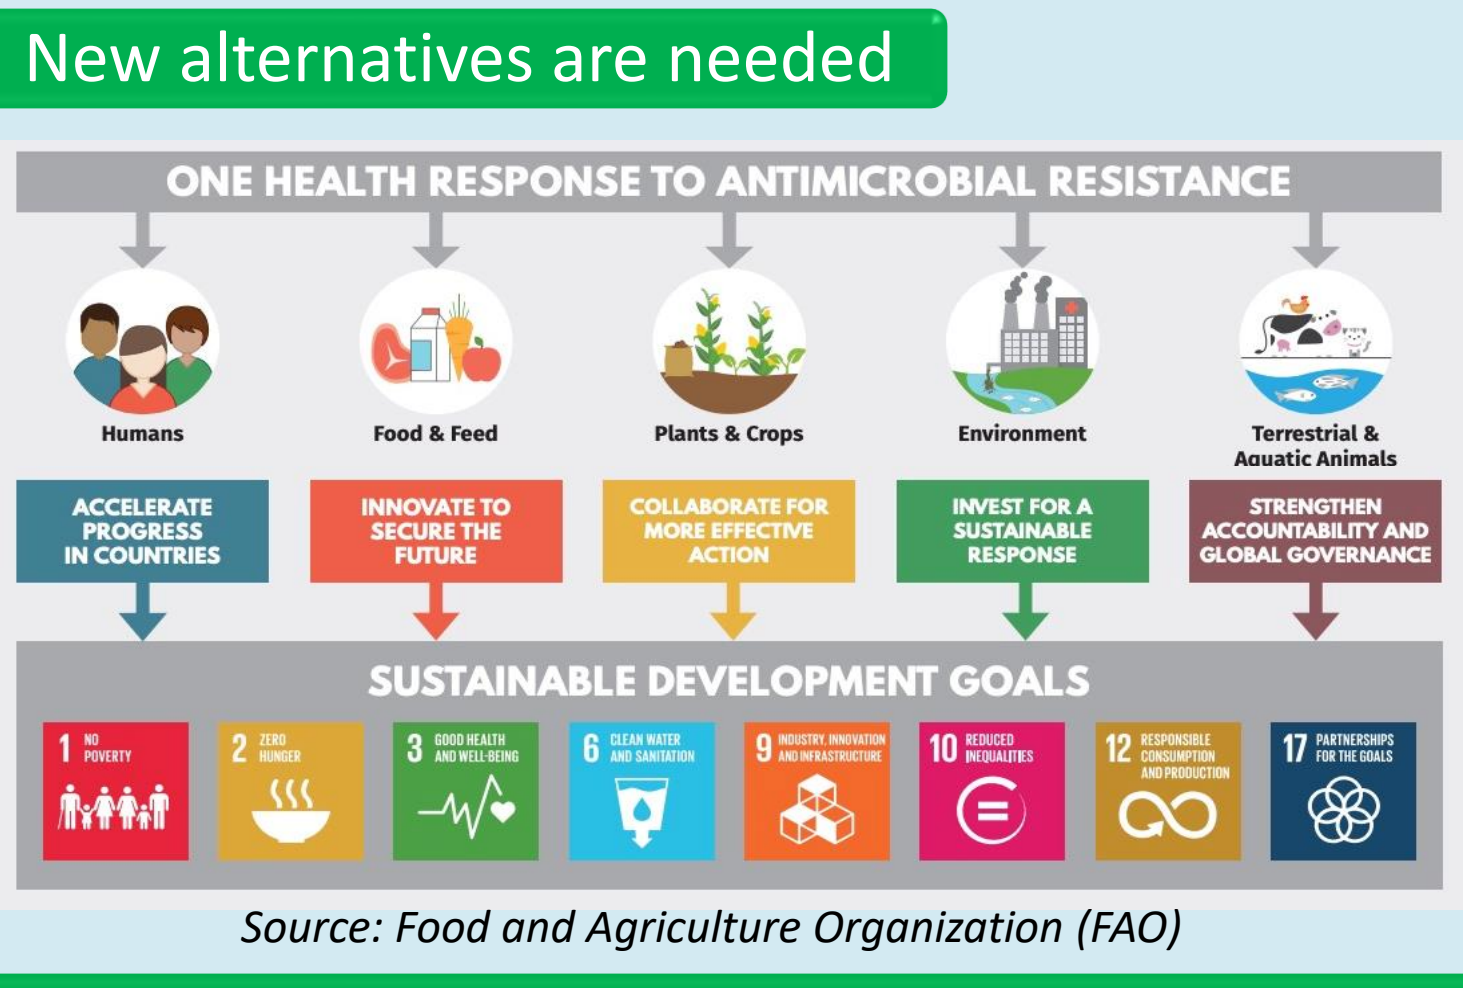 New alternatives are needed
ONE HEALTH RESPONSE TO ANTIMICROBIAL RESISTANCE
Humans
Food & Feed
Plants & Crops
Environment
Terrestrial &
Aquatic Animals
ACCELERATE
PROGRESS
IN COUNTRIES
INNOVATE TO
SECURE THE
FUTURE
COLLABORATE FOR
MORE EFFECTIVE
ACTION
INVEST FOR A
SUSTAINABLE
RESPONSE
STRENGTHEN
ACCOUNTABILITY AND
GLOBAL GOVERNANCE
SUSTAINABLE DEVELOPMENT GOALS
1 NO
POVERTY
2 ZERO
HUNGER
3 GOOD HEALTH
AND WELL-BEING
6 CLEAN WATER
AND SANITATION
9 INDUSTRY, INNOVATION
AND INFRASTRUCTURE
10 REDUCED
INEQUALITIES
12 RESPONSIBLE
CONSUMPTION
AND PRODUCTION
17 PARTNERSHIPS
FOR THE GOALS
Source: Food and Agriculture Organization (FAO)